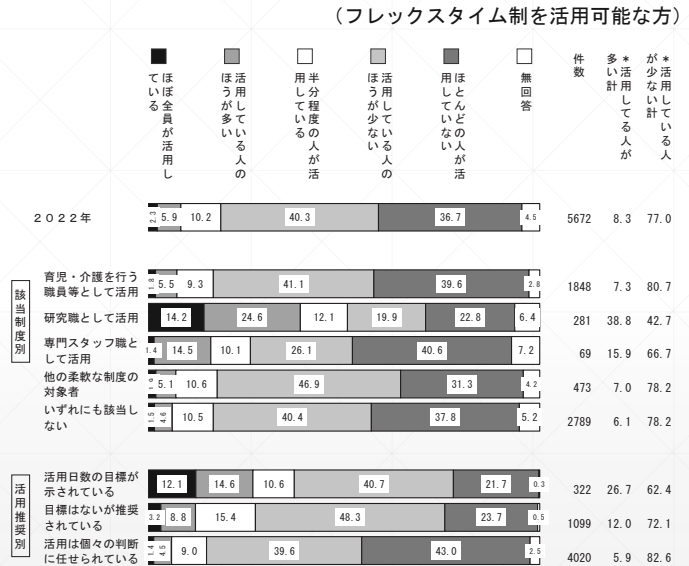 (フレックスタイム制を活用可能な方)
ほぼ全員が活用し
ている
活用している人の
ほうが多い
半分程度の人が活
用している
活用している人の
ほうが少ない
ほとんどの人が活
用していない
無回答
件数
*活用してる人が
多い計
*活用してる人
が少ない計
2022年 2.3 5.9 10.2 40.3 36.7 4.5 5672 8.3 77.0
該当制度別
育児・介護を行う
職員等として活用 1.8 5.5 9.3 41.1 39.6 2.8 1848 7.3 80.7
研究職として活用 14.2 24.6 12.1 19.9 22.8 6.4 281 38.8 42.7
専門スタッフ職と
して活用 1.4 14.5 10.1 26.1 40.6 7.2 69 15.9 66.7
他の柔軟な制度の
対象者 1.9 5.1 10.6 46.9 31.3 4.2 473 7.0 78.2
いずれにも該当し
ない 1.5 4.6 10.5 40.4 37.8 5.2 2789 6.1 78.2
活用推奨別
活用日数の目標が
示されている 12.1 14.6 10.6 40.7 21.7 0.3 322 26.7 62.4
目標はないが推奨
されている 3.2 8.8 15.4 48.3 23.7 0.5 1099 12.0 72.1
活用は個々の判断
に任せられている 1.4 4.5 9.0 39.6 43.0 2.5 4020 5.9 82.6